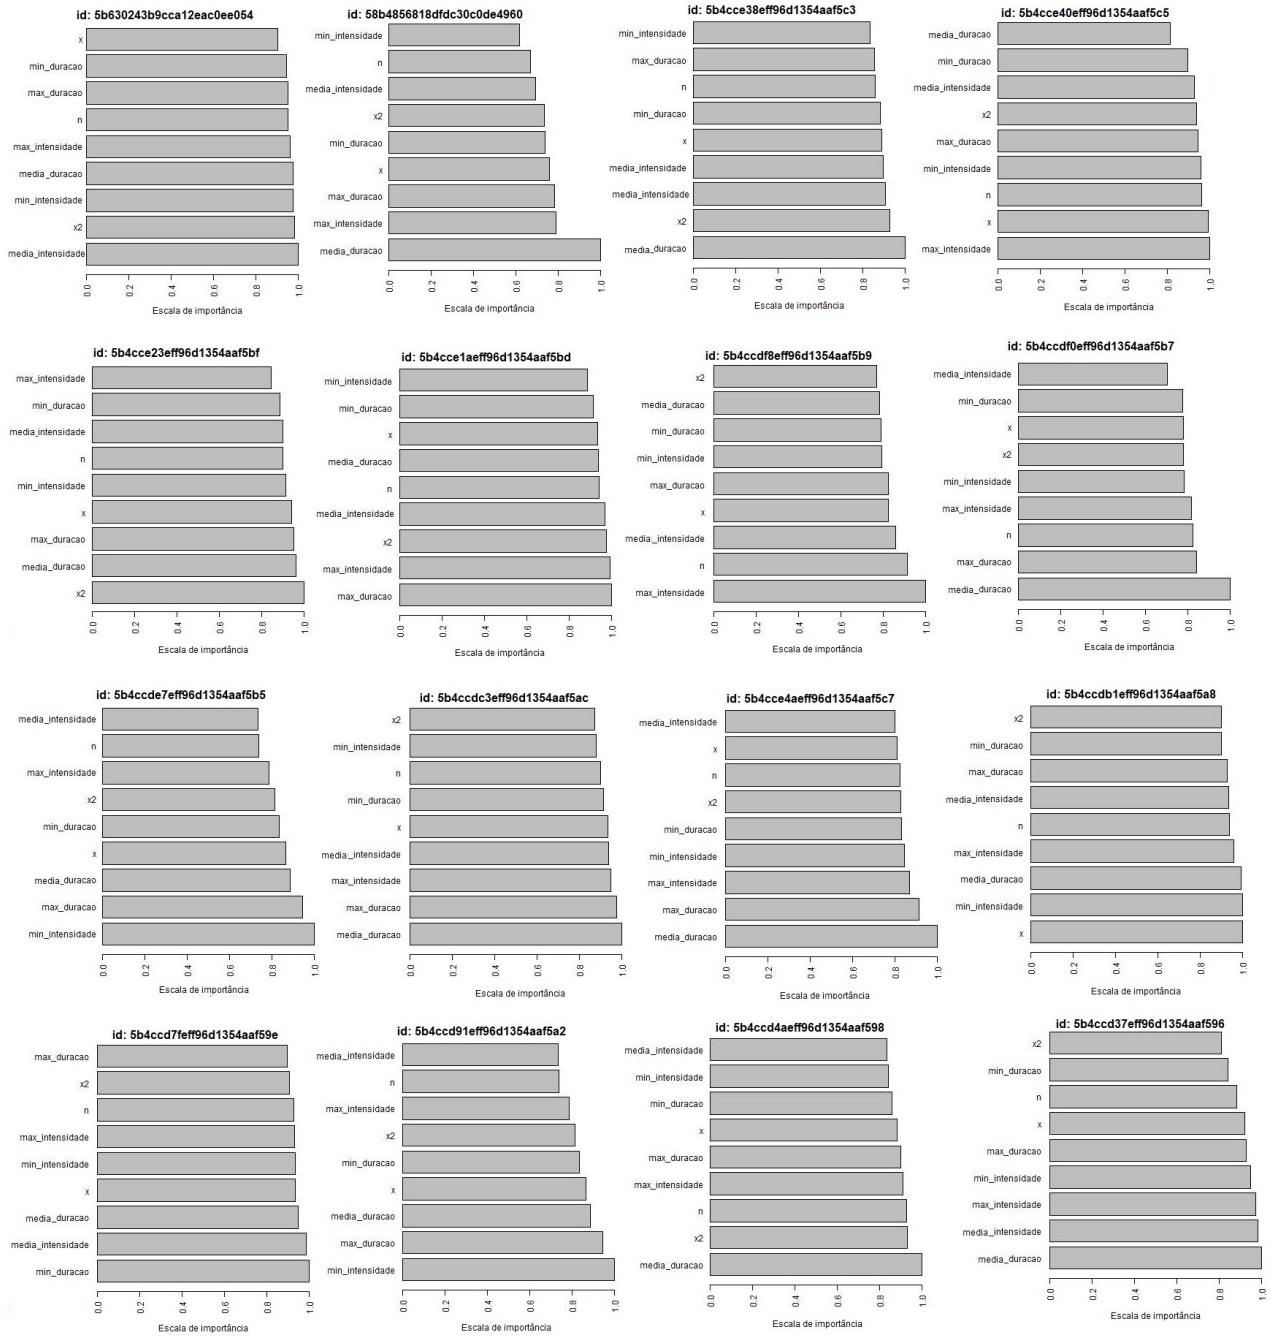 id: 5b630243b9cca12eac0ee054
x
min_duracao
max_duracao
n
max_intensidade
media_duracao
min_intensidade
x2
media_intensidade
0.0 0.2 0.4 0.6 0.8 1.0
Escala de importância
id: 58b4856818dfdc30c0de4960
min_intensidade
n
media_intensidade
x2
min_duracao
x
max_duracao
max_intensidade
media_duracao
0.0 0.2 0.4 0.6 0.8 1.0
Escala de importância
id: 5b4cce38eff96d1354aaf5c3
min_intensidade
max_duracao
n
min_duracao
x
media_intensidade
media_intensidade
x2
media_duracao
0.0 0.2 0.4 0.6 0.8 1.0
Escala de importância
id: 5b4cce40eff96d1354aaf5c5
media_duracao
min_duracao
media_intensidade
x2
max_duracao
min_intensidade
n
x
max_intensidade
0.0 0.2 0.4 0.6 0.8 1.0
Escala de importância
id: 5b4cce23eff96d1354aaf5bf
max_intensidade
min_duracao
media_intensidade
n
min_intensidade
x
max_duracao
media_duracao
x2
0.0 0.2 0.4 0.6 0.8 1.0
Escala de importância
id: 5b4cce1aeff96d1354aaf5bd
min_intensidade
min_duracao
x
media_duracao
n
media_intensidade
x2
max_intensidade
max_duracao
0.0 0.2 0.4 0.6 0.8 1.0
Escala de importância
id: 5b4ccdf8eff96d1354aaf5b9
x2
media_duracao
min_duracao
min_intensidade
max_duracao
x
media_intensidade
n
max_intensidade
0.0 0.2 0.4 0.6 0.8 1.0
Escala de importância
id: 5b4ccdf0eff96d1354aaf5b7
media_intensidade
min_duracao
x
x2
min_intensidade
max_intensidade
n
max_duracao
media_duracao
0.0 0.2 0.4 0.6 0.8 1.0
Escala de importância
id: 5b4ccde7eff96d1354aaf5b5
media_intensidade
n
max_intensidade
x2
min_duracao
x
media_duracao
max_duracao
min_intensidade
0.0 0.2 0.4 0.6 0.8 1.0
Escala de importância
id: 5b4ccdc3eff96d1354aaf5ac
x2
min_intensidade
n
min_duracao
x
media_intensidade
max_intensidade
max_duracao
media_duracao
0.0 0.2 0.4 0.6 0.8 1.0
Escala de importância
id: 5b4cce4aeff96d1354aaf5c7
media_intensidade
x
n
x2
min_duracao
min_intensidade
max_intensidade
max_duracao
media_duracao
0.0 0.2 0.4 0.6 0.8 1.0
Escala de importância
id: 5b4ccdb1eff96d1354aaf5a8
x2
min_duracao
max_duracao
media_intensidade
n
max_intensidade
media_duracao
min_intensidade
x
0.0 0.2 0.4 0.6 0.8 1.0
Escala de importância
id: 5b4ccd7feff96d1354aaf59e
max_duracao
x2
n
max_intensidade
min_intensidade
x
media_duracao
media_intensidade
min_duracao
0.0 0.2 0.4 0.6 0.8 1.0
Escala de importância
id: 5b4ccd91eff96d1354aaf5a2
media_intensidade
n
max_intensidade
x2
min_duracao
x
media_duracao
max_duracao
min_intensidade
0.0 0.2 0.4 0.6 0.8 1.0
Escala de importância
id: 5b4ccd4aeff96d1354aaf598
media_intensidade
min_intensidade
min_duracao
x
max_duracao
max_intensidade
n
x2
media_duracao
0.0 0.2 0.4 0.6 0.8 1.0
Escala de importância
id: 5b4ccd37eff96d1354aaf596
x2
min_duracao
n
x
max_duracao
min_intensidade
max_intensidade
media_intensidade
media_duracao
0.0 0.2 0.4 0.6 0.8 1.0
Escala de importância